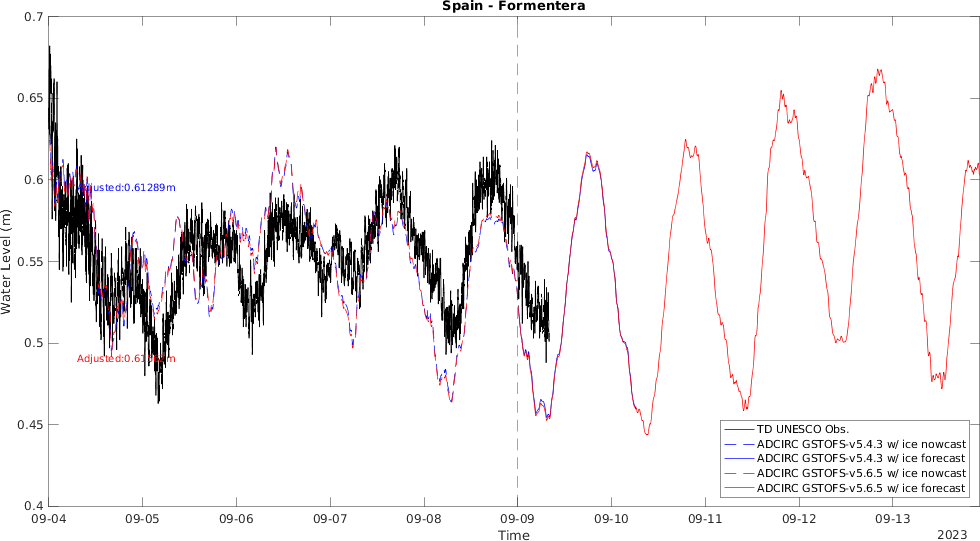 Spain - Formentera
0.7
0.65
0.6
0.55
0.5
0.45
0.4
Water Level (m)
Adjusted:0.61289m
09-04
09-05
09-06
09-07
09-08
09-09
09-10
09-11
09-12
09-13
Time
2023
TD UNESCO Obs.
ADCIRC GSTOFS-v5.4.3 w/ ice nowcast
ADCIRC GSTOFS-v5.4.3 w/ ice forecast
ADCIRC GSTOFS-v5.6.5 w/ ice nowcast
ADCIRC GSTOFS-v5.6.5 w/ ice forecast